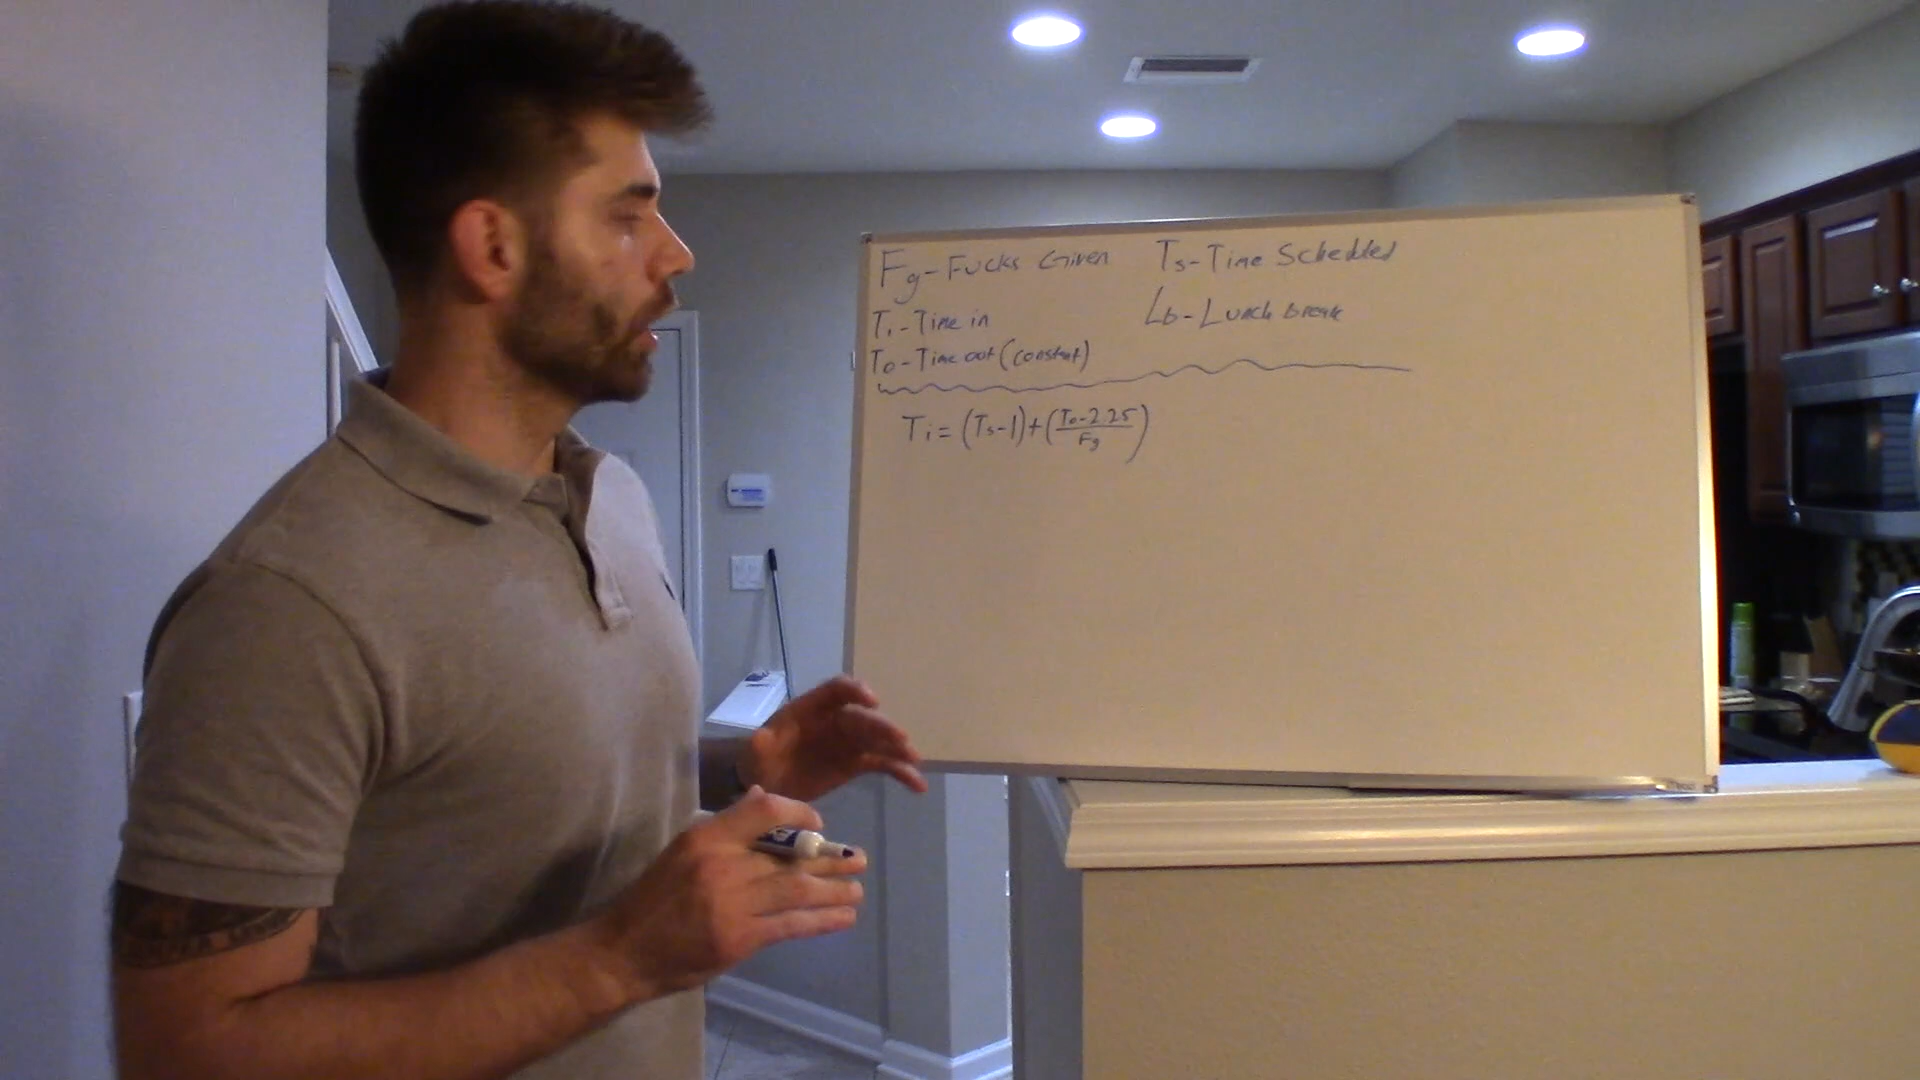 Fg-Fucks Given Ts-Time Scheduled
Ti-Time in Lb-Lunch break
To-Time out (constant)
Ti=(Ts-1)+(To-2.25/Fg)